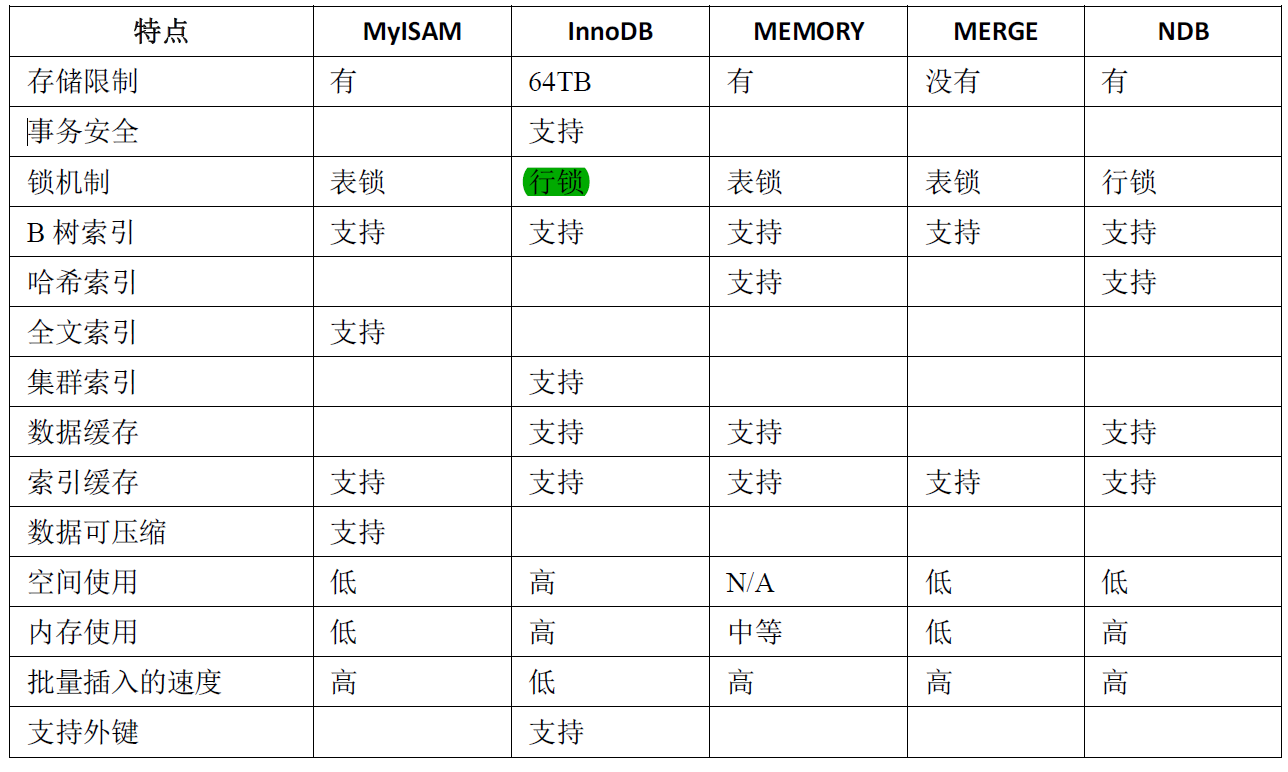 特点 MyISAM InnoDB MEMORY MERGE NDB
存储限制 有 64TB 有 没有 有
事务安全 支持
锁机制 表锁 行锁 表锁 表锁 行锁
B 树索引 支持 支持 支持 支持 支持
哈希索引 支持 支持
全文索引 支持
集群索引 支持
数据缓存 支持 支持 支持
索引缓存 支持 支持 支持 支持 支持
数据可压缩 支持
空间使用 低 高 N/A 低 低
内存使用 低 高 中等 低 高
批量插入的速度 高 低 高 高 高
支持外键 支持